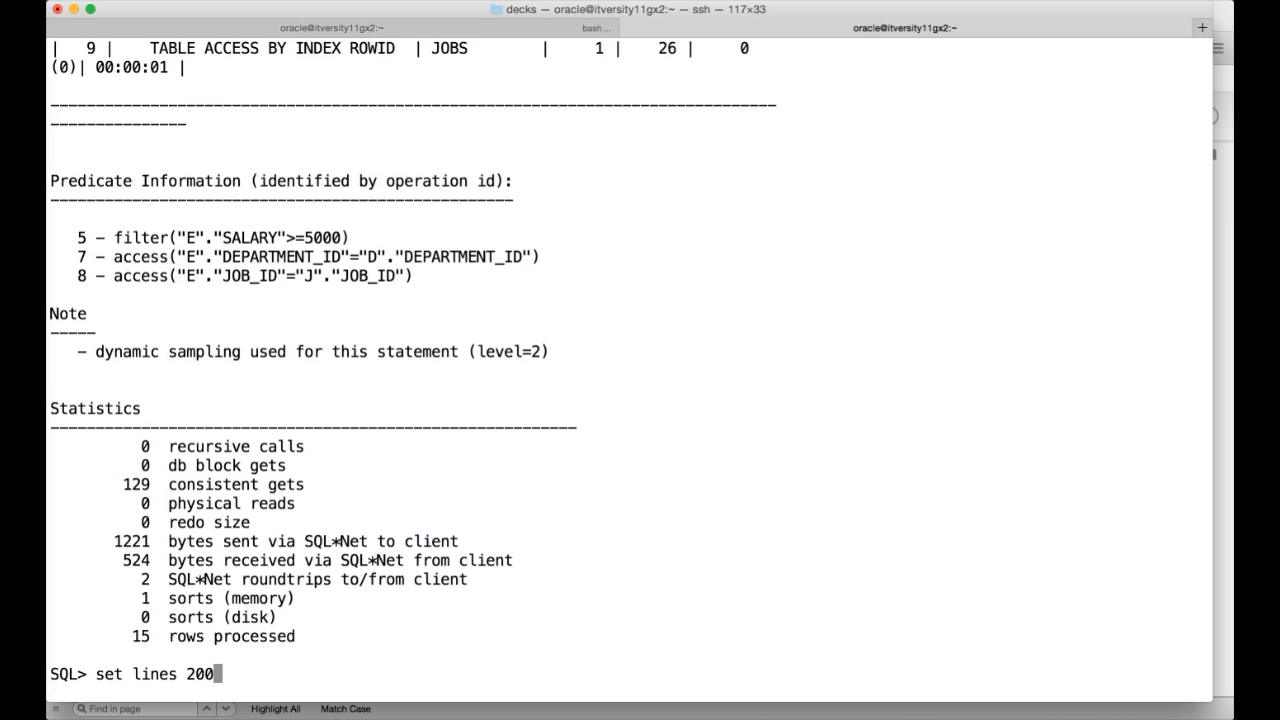 decks — oracle@itversity11gx2:~ — ssh — 117×33
oracle@itversity11gx2:~ bash... oracle@itversity11gx2:~ +
| 9 | TABLE ACCESS BY INDEX ROWID | JOBS | 1 | 26 | 0
(0)| 00:00:01 |
--------------------------------------------------------------------------------
---------------
Predicate Information (identified by operation id):
---------------------------------------------------
5 - filter("E"."SALARY">=5000)
7 - access("E"."DEPARTMENT_ID"="D"."DEPARTMENT_ID")
8 - access("E"."JOB_ID"="J"."JOB_ID")
Note
-----
- dynamic sampling used for this statement (level=2)
Statistics
----------------------------------------------------------
0 recursive calls
0 db block gets
129 consistent gets
0 physical reads
0 redo size
1221 bytes sent via SQL*Net to client
524 bytes received via SQL*Net from client
2 SQL*Net roundtrips to/from client
1 sorts (memory)
0 sorts (disk)
15 rows processed
SQL> set lines 200
Find in page Highlight All Match Case